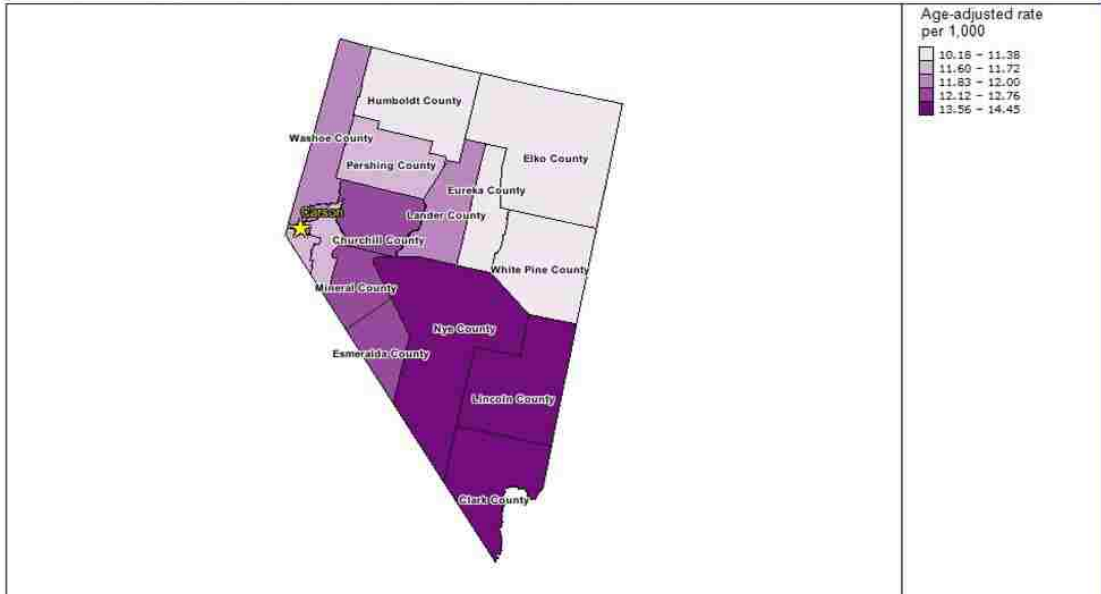 Age-adjusted rate
per 1,000
10.18 – 11.38
11.60 – 11.72
11.83 – 12.00
12.12 – 12.76
13.56 – 14.45
Humboldt County
Washoe County
Elko County
Pershing County
Eureka County
Carson
Lander County
Churchill County
White Pine County
Mineral County
Nye County
Esmeralda County
Lincoln County
Clark County